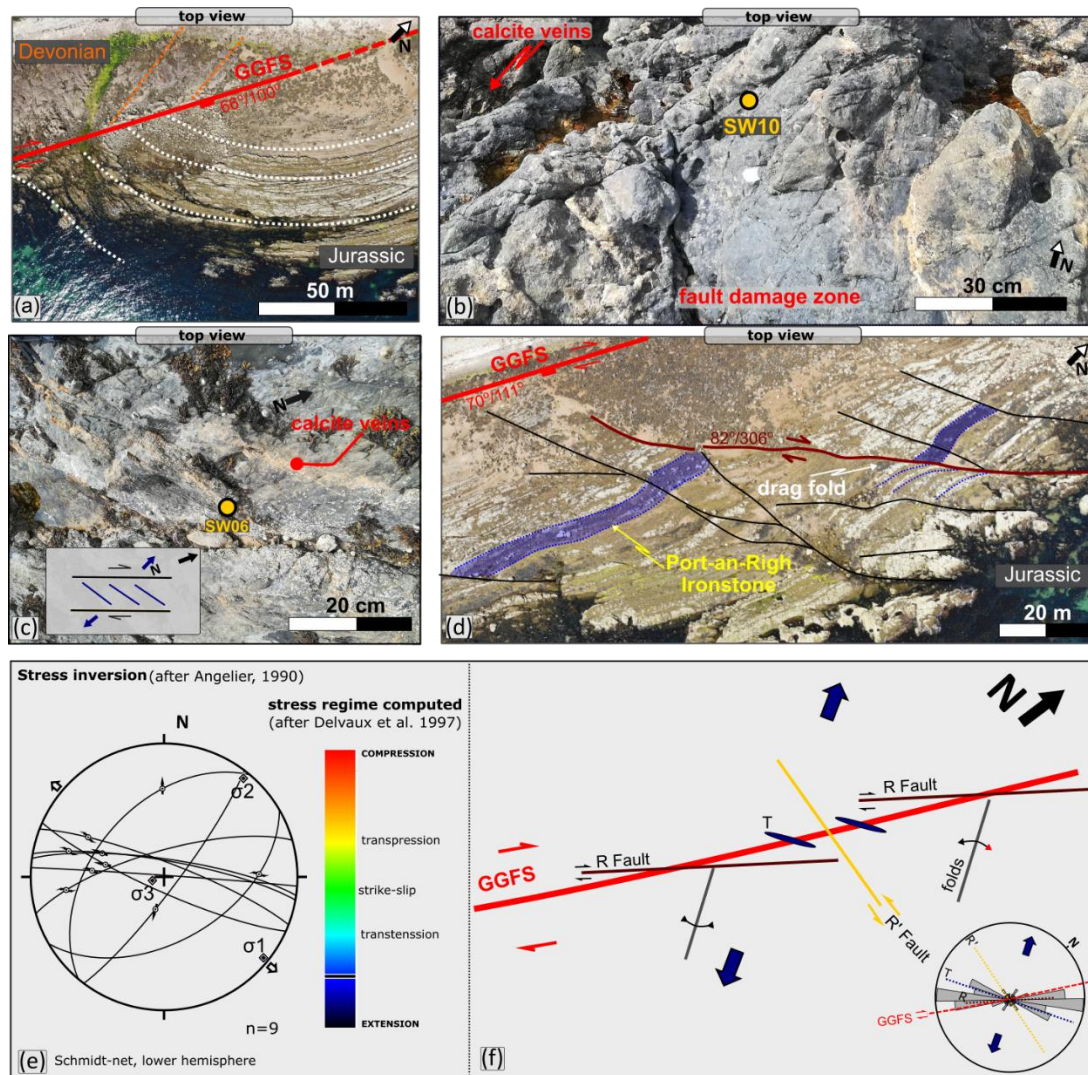 top view
Devonian
GGFS
66°/100°
N
Jurassic
50 m
(a)
top view
calcite veins
SW10
fault damage zone
30 cm
N
(b)
top view
N
calcite veins
SW06
N
20 cm
(c)
top view
GGFS
70°/111°
N
82°/306°
drag fold
Port-an-Righ
Ironstone
Jurassic
20 m
(d)
Stress inversion (after Angelier, 1990)
stress regime computed
(after Delvaux et al. 1997)
N
COMPRESSION
σ2
transpression
σ3
strike-slip
transtenssion
σ1
EXTENSION
n=9
(e) Schmidt-net, lower hemisphere
N
R Fault
T
R Fault
GGFS
folds
R' Fault
N
R'
T
R
GGFS
(f)